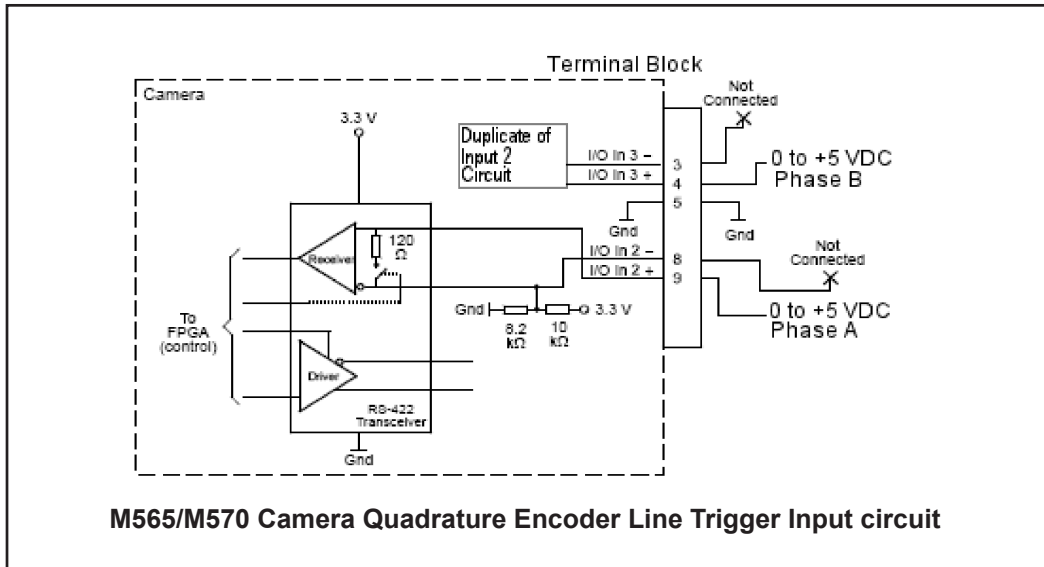 Terminal Block
Camera
Not
Connected
3.3 V
Duplicate of
Input 2
Circuit
I/O In 3 –
3
0 to +5 VDC
Phase B
I/O In 3 +
4
5
Gnd
Gnd
120
Ω
Receiver
I/O In 2 –
8
Not
Connected
I/O In 2 +
9
Gnd
3.3 V
8.2
kΩ
10
kΩ
0 to +5 VDC
Phase A
To
FPGA
(control)
Driver
RS-422
Transceiver
Gnd
M565/M570 Camera Quadrature Encoder Line Trigger Input circuit